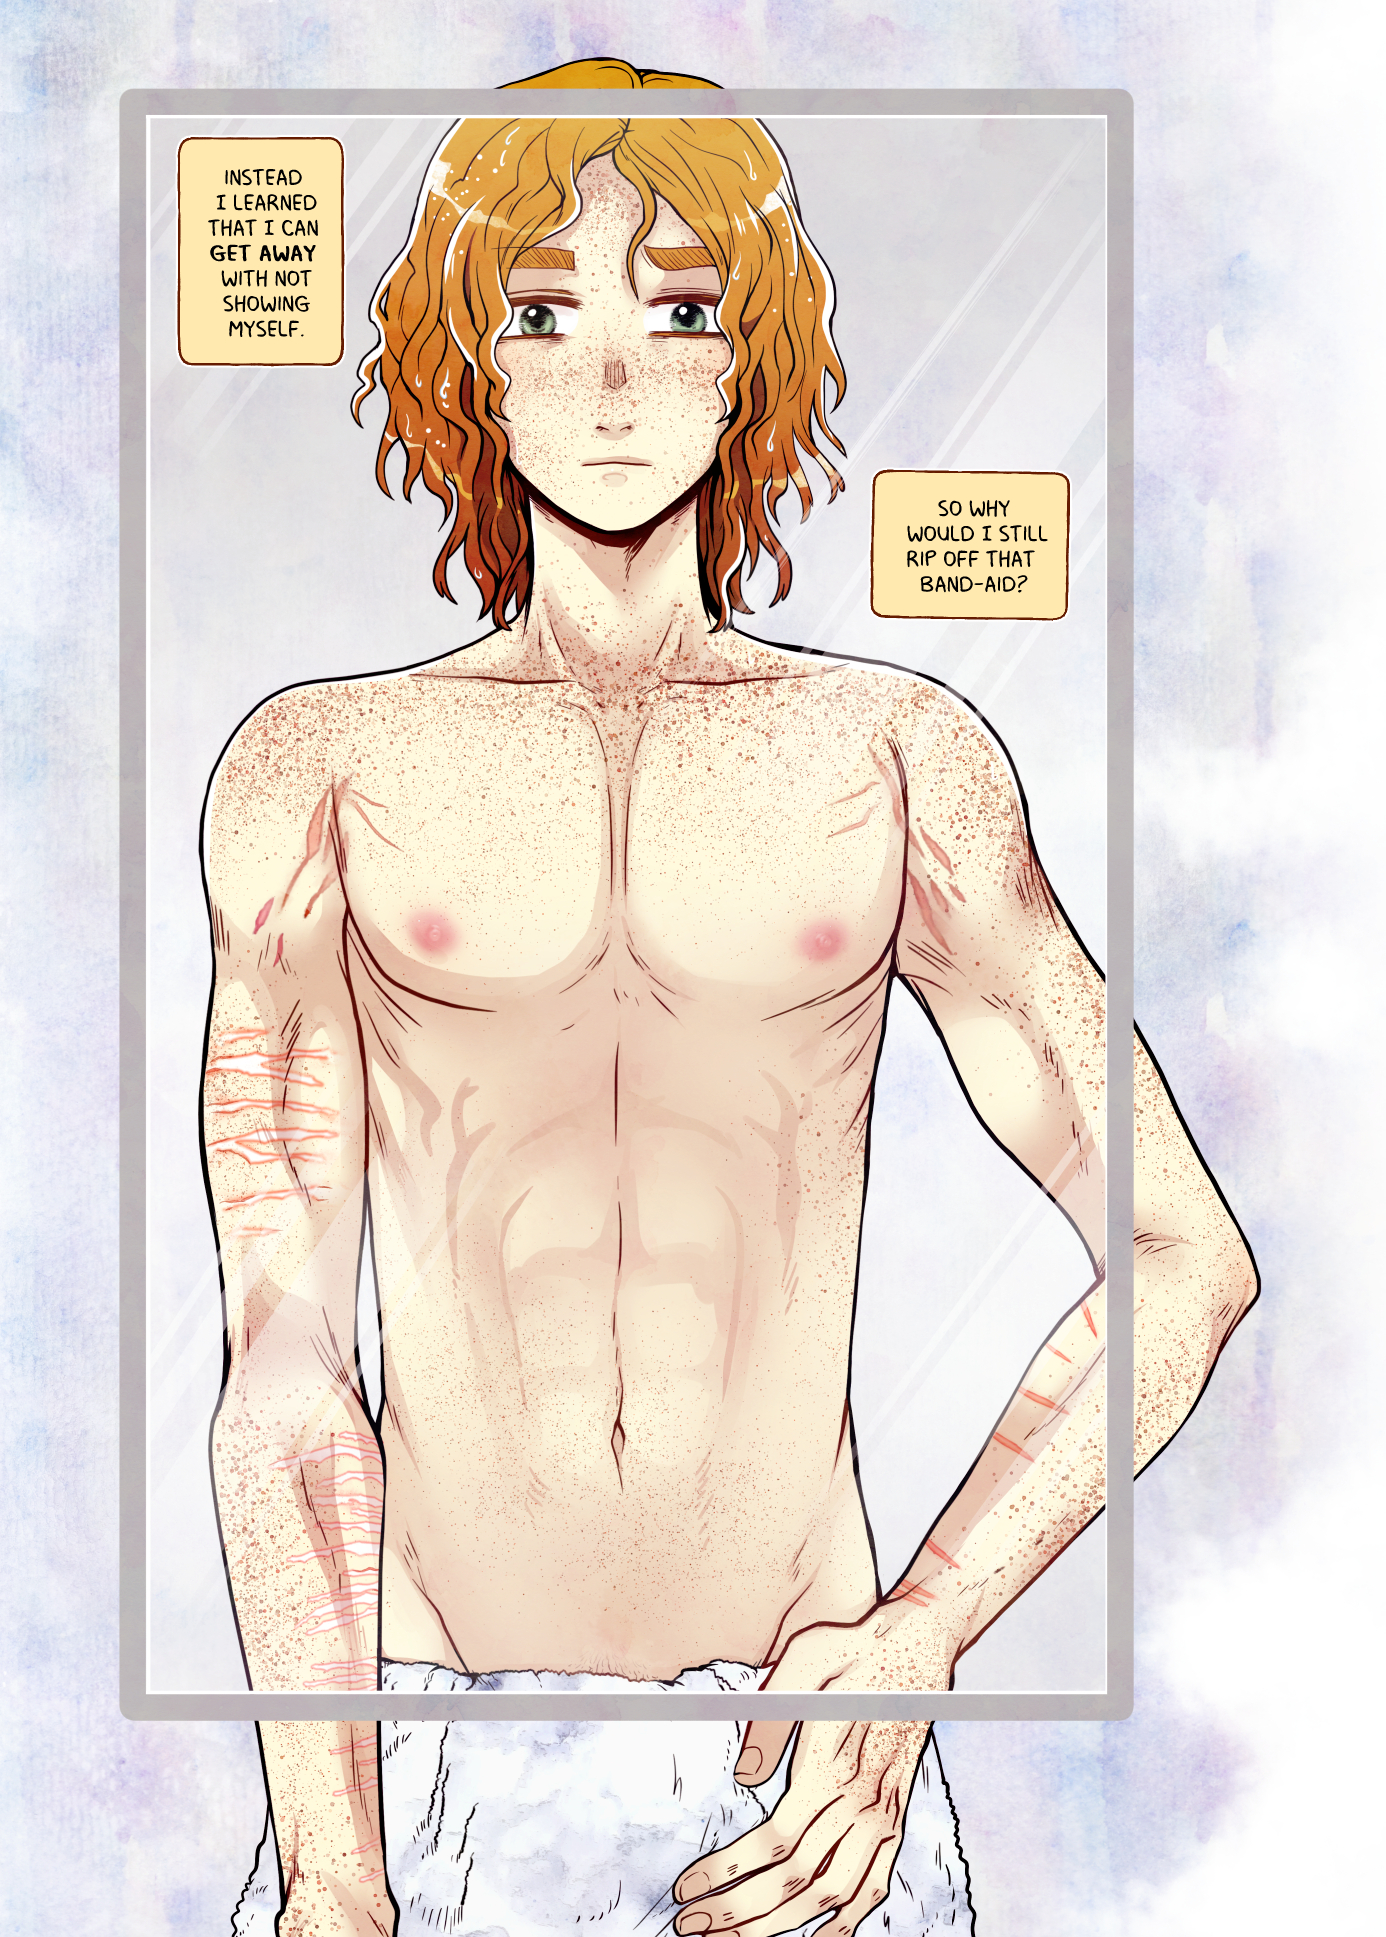 INSTEAD
I LEARNED
THAT I CAN
GET AWAY
WITH NOT
SHOWING
MYSELF.
SO WHY
WOULD I STILL
RIP OFF THAT
BAND-AID?